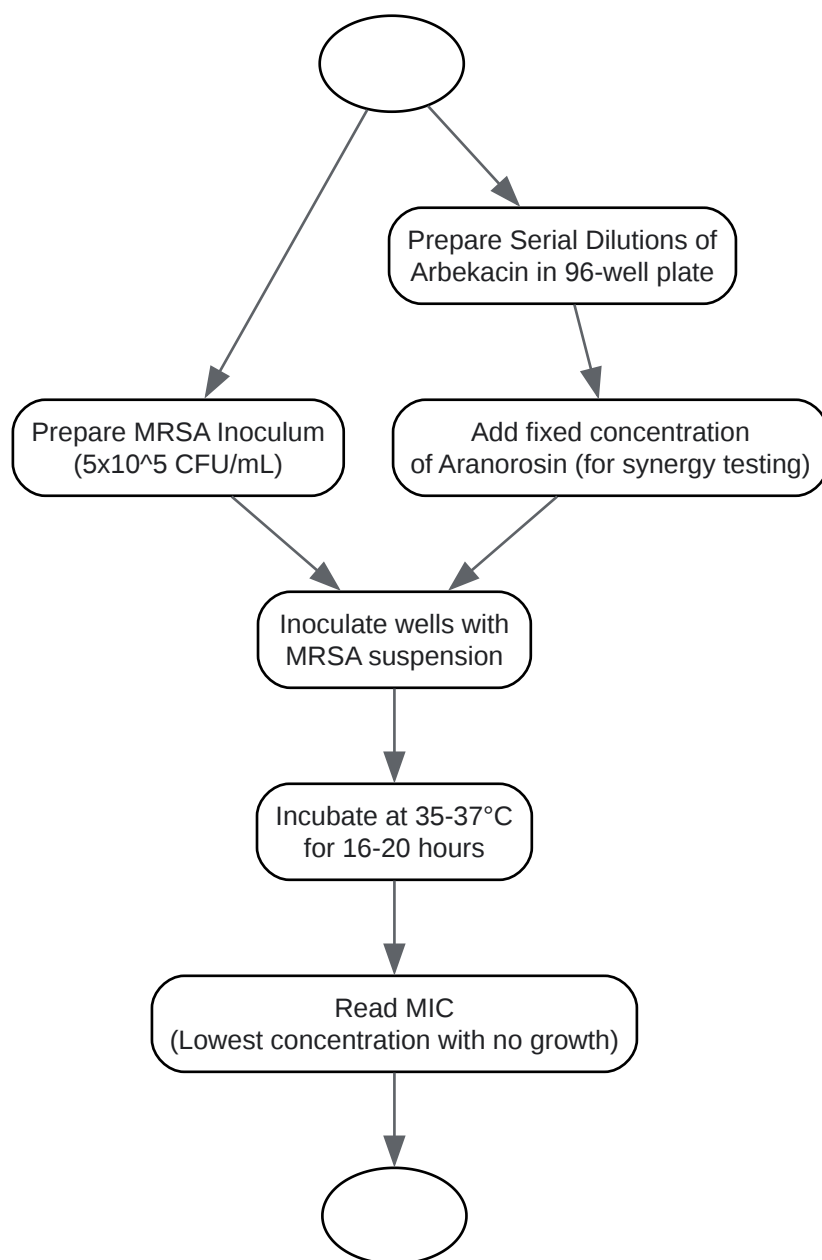 Prepare Serial Dilutions of
Arbekacin in 96-well plate
Prepare MRSA Inoculum
(5x10^5 CFU/mL)
Add fixed concentration
of Aranorosin (for synergy testing)
Inoculate wells with
MRSA suspension
Incubate at 35-37°C
for 16-20 hours
Read MIC
(Lowest concentration with no growth)